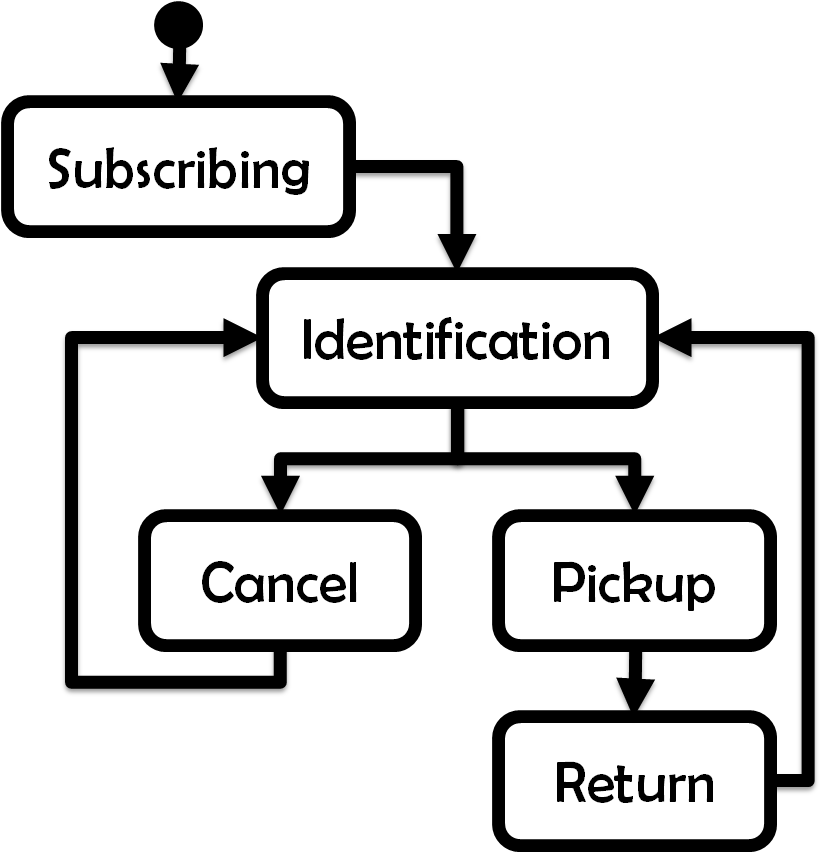 Subscribing
Identification
Cancel
Pickup
Return